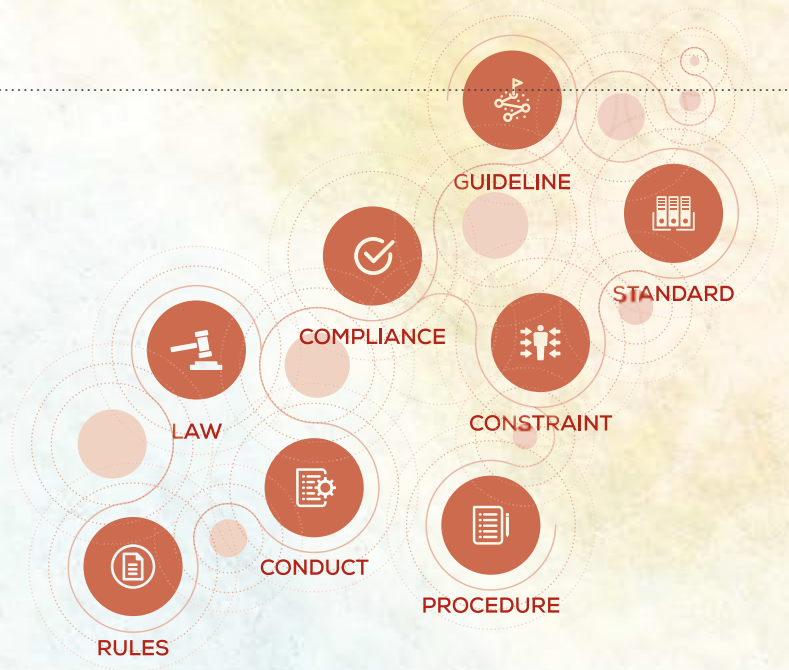 GUIDELINE
STANDARD
COMPLIANCE
CONSTRAINT
LAW
CONDUCT
PROCEDURE
RULES